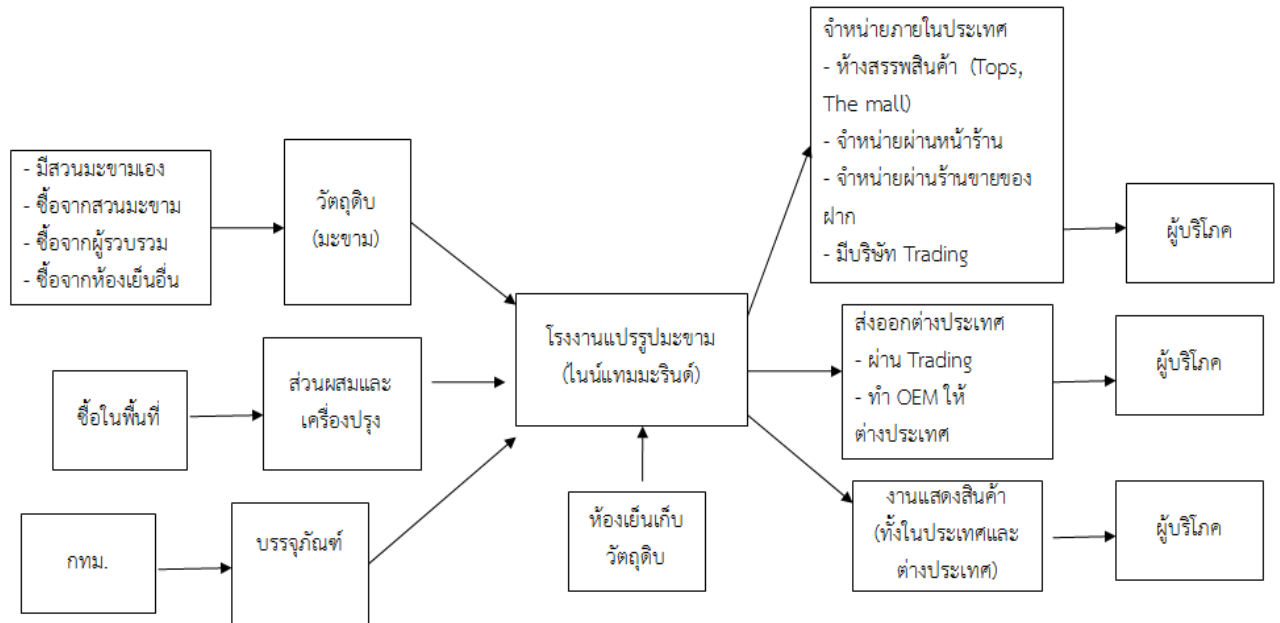 - มีสวนมะขามเอง
- ซื้อจากสวนมะขาม
- ซื้อจากผู้รวบรวม
- ซื้อจากห้องเย็นอื่น
วัตถุดิบ
(มะขาม)
ซื้อในพื้นที่
ส่วนผสมและ
เครื่องปรุง
กทม.
บรรจุภัณฑ์
โรงงานแปรรูปมะขาม
(ไนน์แทมมะรินด์)
ห้องเย็นเก็บ
วัตถุดิบ
จำหน่ายภายในประเทศ
- ห้างสรรพสินค้า (Tops,
The mall)
- จำหน่ายผ่านหน้าร้าน
- จำหน่ายผ่านร้านขายของ
ฝาก
- มีบริษัท Trading
ผู้บริโภค
ส่งออกต่างประเทศ
- ผ่าน Trading
- ทำ OEM ให้
ต่างประเทศ
ผู้บริโภค
งานแสดงสินค้า
(ทั้งในประเทศและ
ต่างประเทศ)
ผู้บริโภค